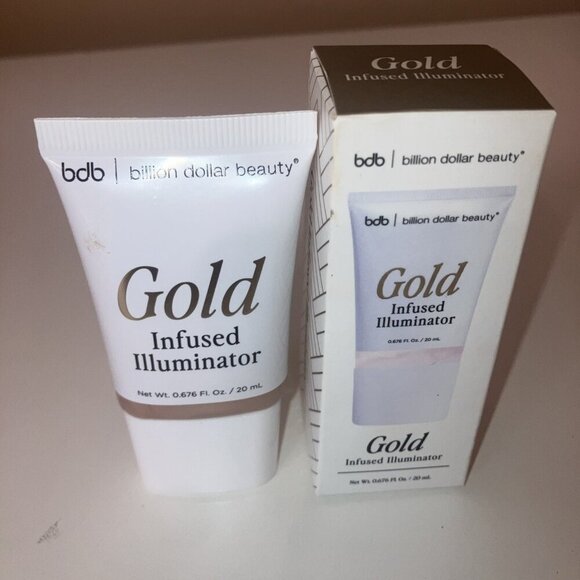 bdb | billion dollar beauty®
Gold
Infused
Illuminator
Net Wt. 0.676 Fl. Oz. / 20 mL
Gold
Infused Illuminator
bdb | billion dollar beauty®
bdb | billion dollar beauty®
Gold
Infused
Illuminator
0.676 Fl. Oz. / 20 mL
Gold
Infused Illuminator
Net Wt. 0.676 Fl Oz. / 20 mL